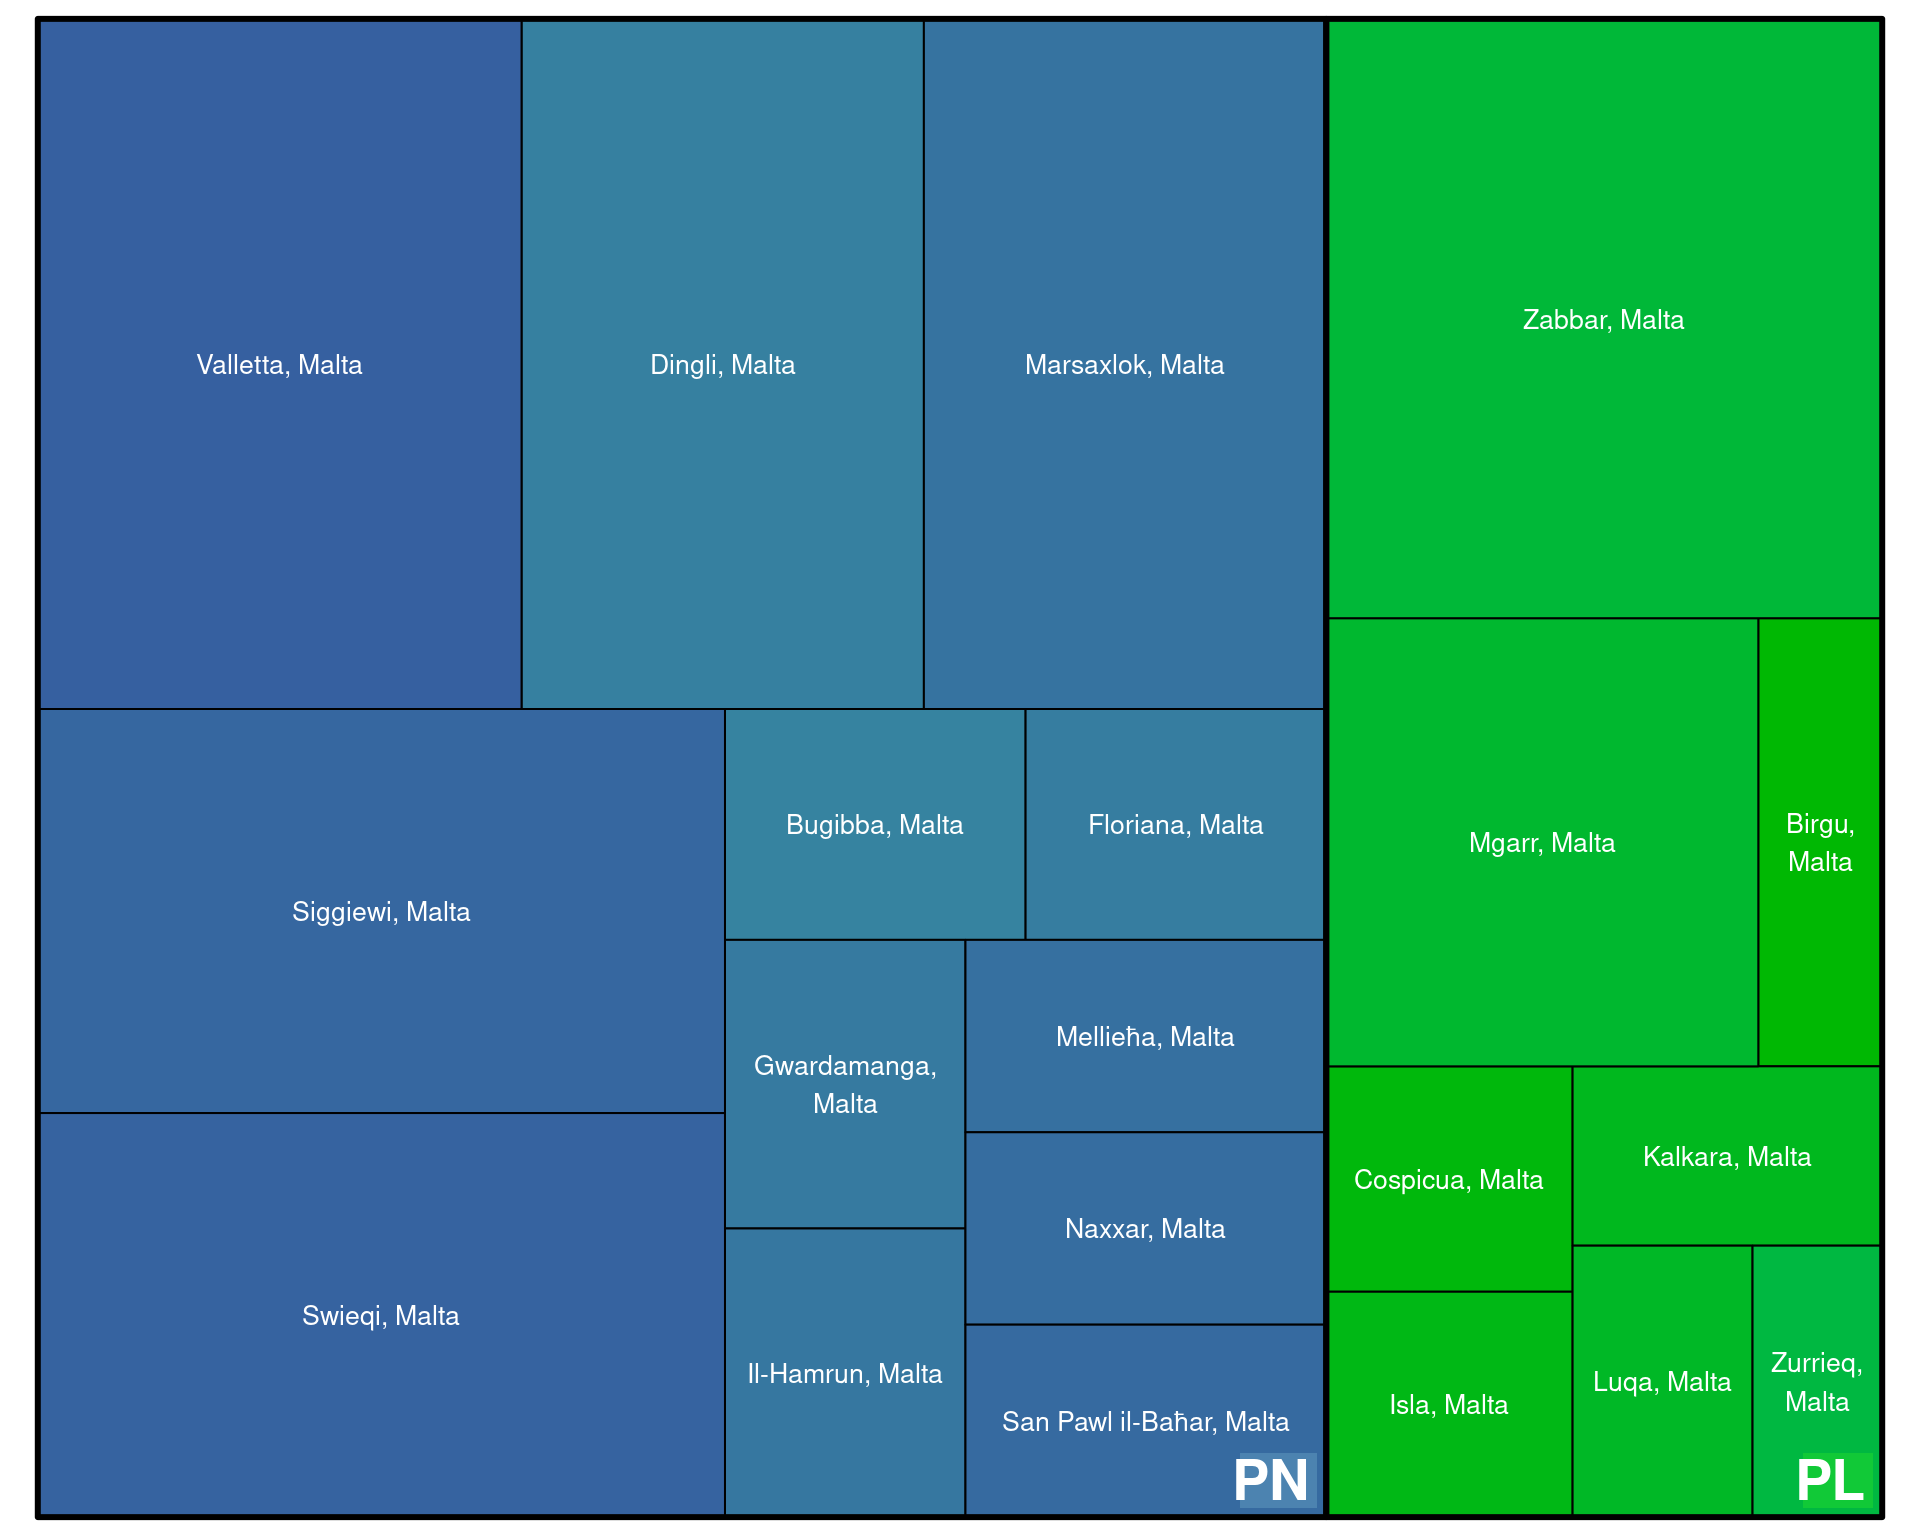 Valletta, Malta
Dingli, Malta
Marsaxlok, Malta
Zabbar, Malta
Siggiewi, Malta
Bugibba, Malta
Floriana, Malta
Mgarr, Malta
Birgu,
Malta
Gwardamanga,
Malta
Mellieħa, Malta
Swieqi, Malta
Naxxar, Malta
Il-Hamrun, Malta
San Pawl il-Baħar, Malta
PN
Cospicua, Malta
Kalkara, Malta
Isla, Malta
Luqa, Malta
Zurrieq,
Malta
PL